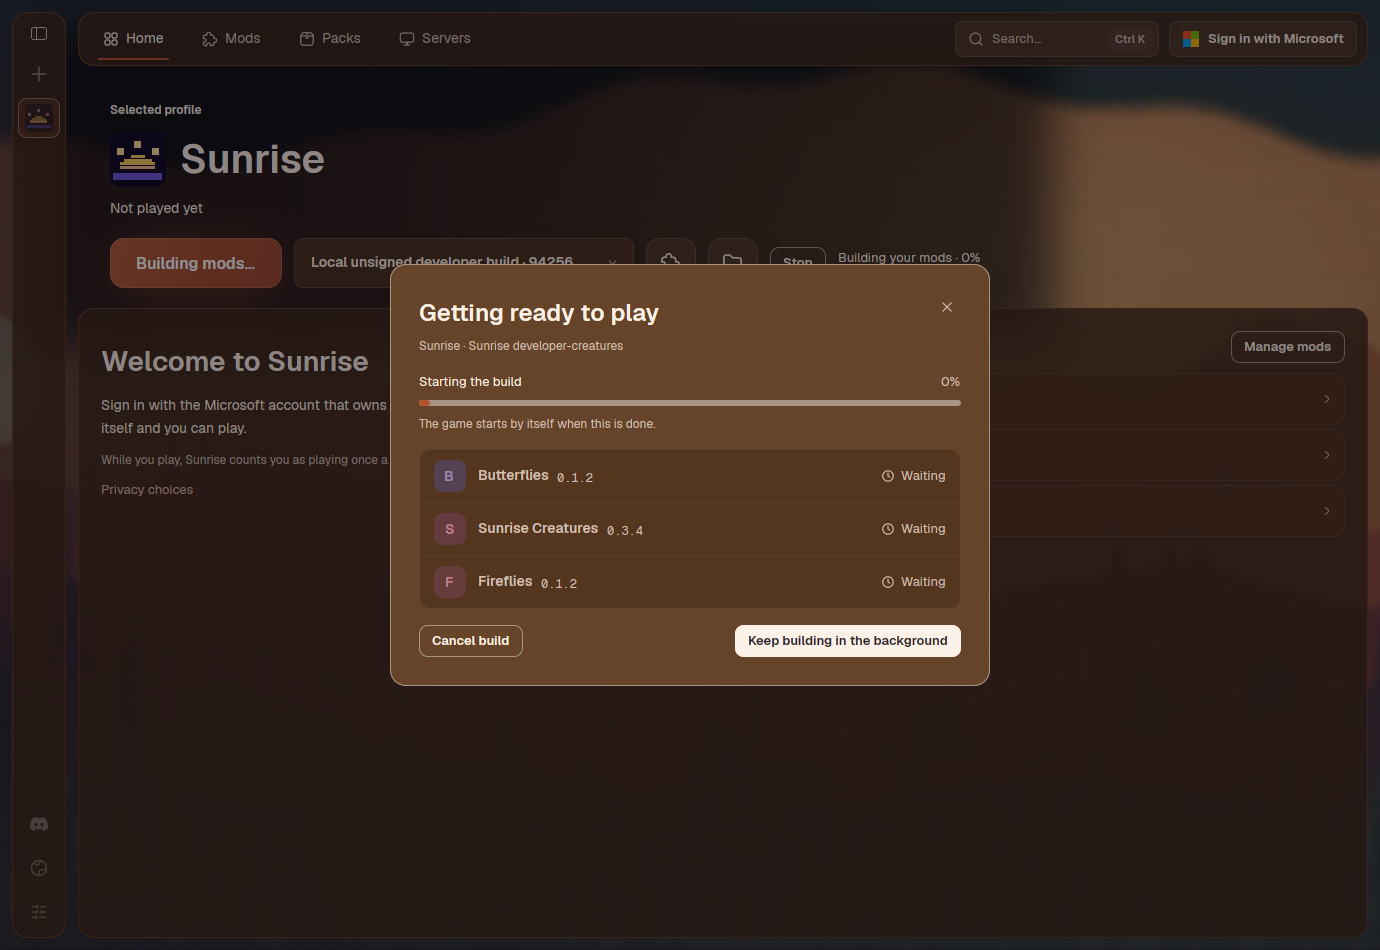 Home
Mods
Packs
Servers
Search...
Ctrl K
Sign in with Microsoft
Selected profile
Sunrise
Not played yet
Building mods...
Local unsigned developer build · 94256
Stop
Building your mods · 0%
Getting ready to play
Sunrise · Sunrise developer-creatures
Starting the build
0%
The game starts by itself when this is done.
B
Butterflies 0.1.2
Waiting
S
Sunrise Creatures 0.3.4
Waiting
F
Fireflies 0.1.2
Waiting
Cancel build
Keep building in the background
Welcome to Sunrise
Sign in with the Microsoft account that owns
itself and you can play.
While you play, Sunrise counts you as playing once a
Privacy choices
Manage mods